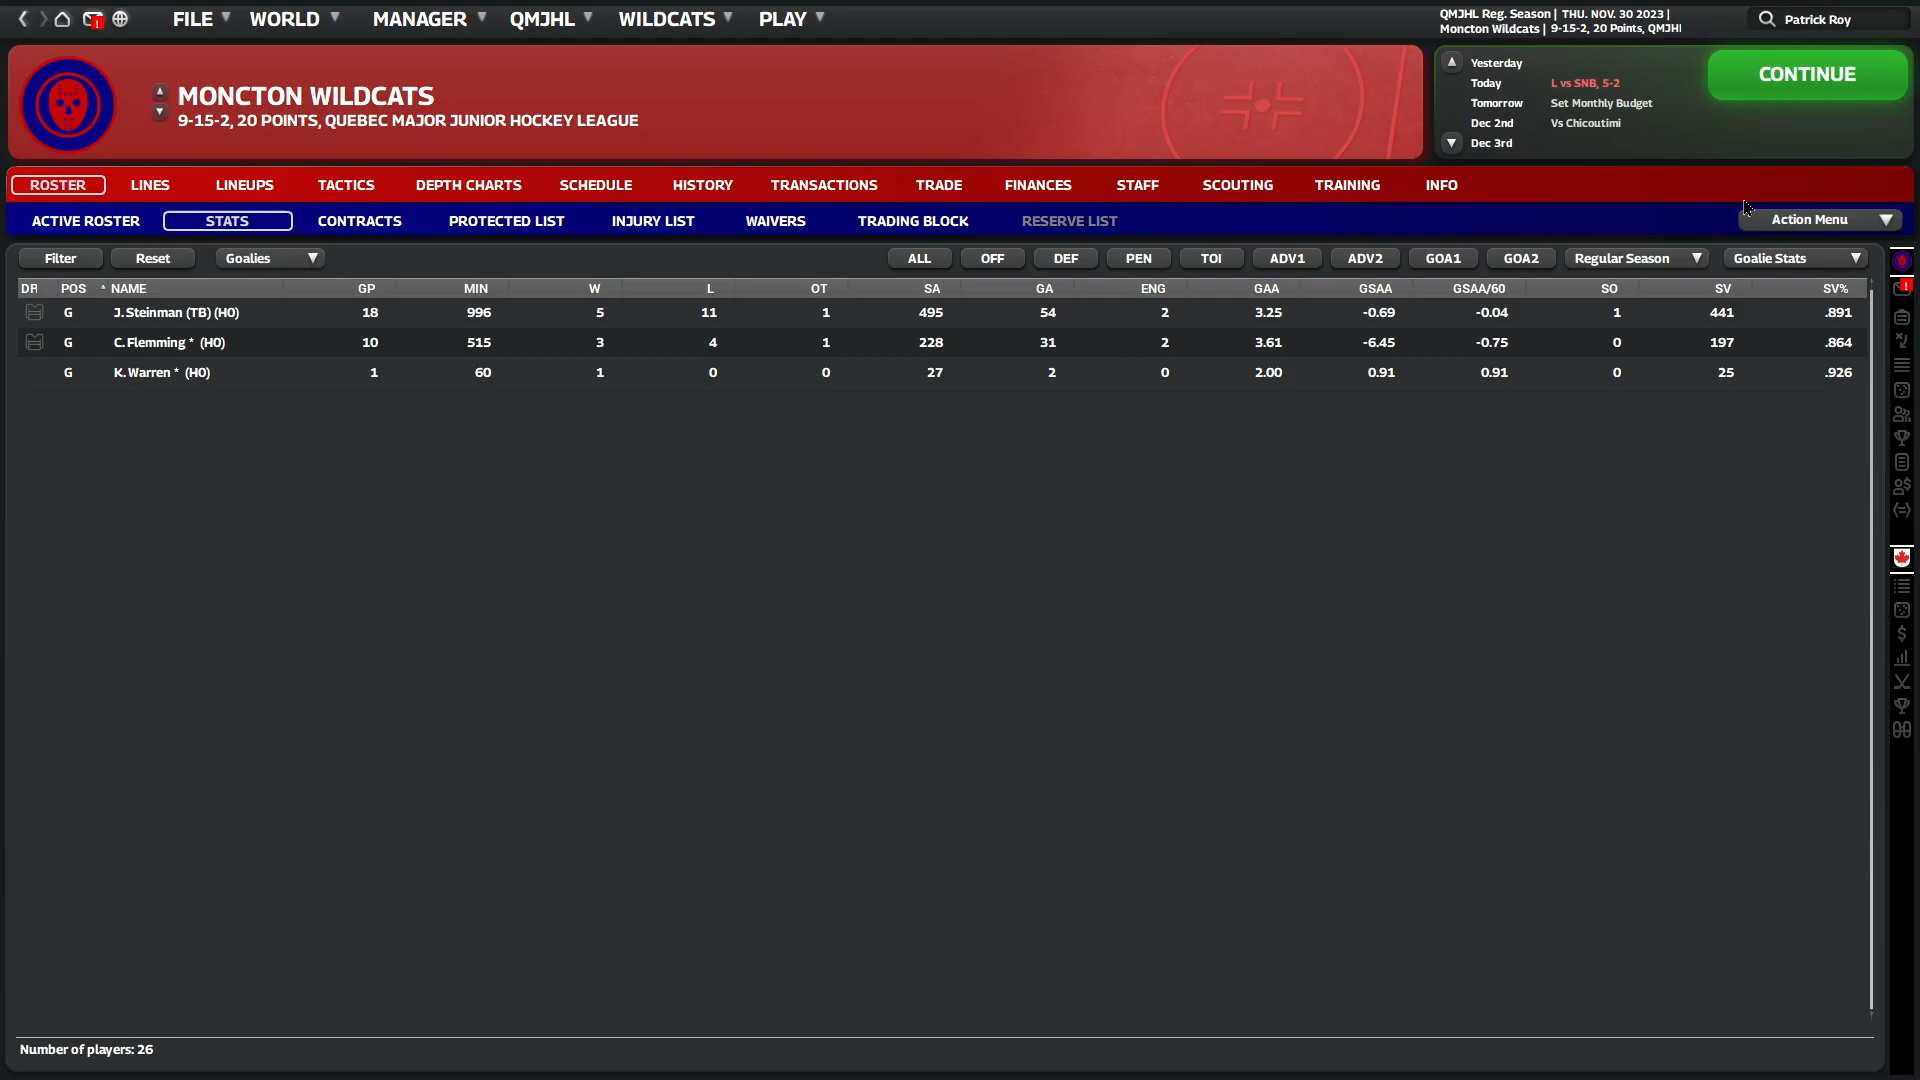 FILE WORLD MANAGER QMJHL WILDCATS PLAY
QMJHL Reg. Season | THU. NOV. 30 2023 |
Moncton Wildcats | 9-15-2, 20 Points, QMJHL
Patrick Roy
MONCTON WILDCATS
9-15-2, 20 POINTS, QUEBEC MAJOR JUNIOR HOCKEY LEAGUE
Yesterday
Today L vs SNB, 5-2
Tomorrow Set Monthly Budget
Dec 2nd Vs Chicoutimi
Dec 3rd
CONTINUE
ROSTER LINES LINEUPS TACTICS DEPTH CHARTS SCHEDULE HISTORY TRANSACTIONS TRADE FINANCES STAFF SCOUTING TRAINING INFO
ACTIVE ROSTER STATS CONTRACTS PROTECTED LIST INJURY LIST WAIVERS TRADING BLOCK RESERVE LIST Action Menu
Filter Reset Goalies ALL OFF DEF PEN TOI ADV1 ADV2 GOA1 GOA2 Regular Season Goalie Stats
DR POS NAME GP MIN W L OT SA GA ENG GAA GSAA GSAA/60 SO SV SV%
G J. Steinman (TB) (H0) 18 996 5 11 1 495 54 2 3.25 -0.69 -0.04 1 441 .891
G C. Flemming * (H0) 10 515 3 4 1 228 31 2 3.61 -6.45 -0.75 0 197 .864
G K. Warren * (H0) 1 60 1 0 0 27 2 0 2.00 0.91 0.91 0 25 .926
Number of players: 26